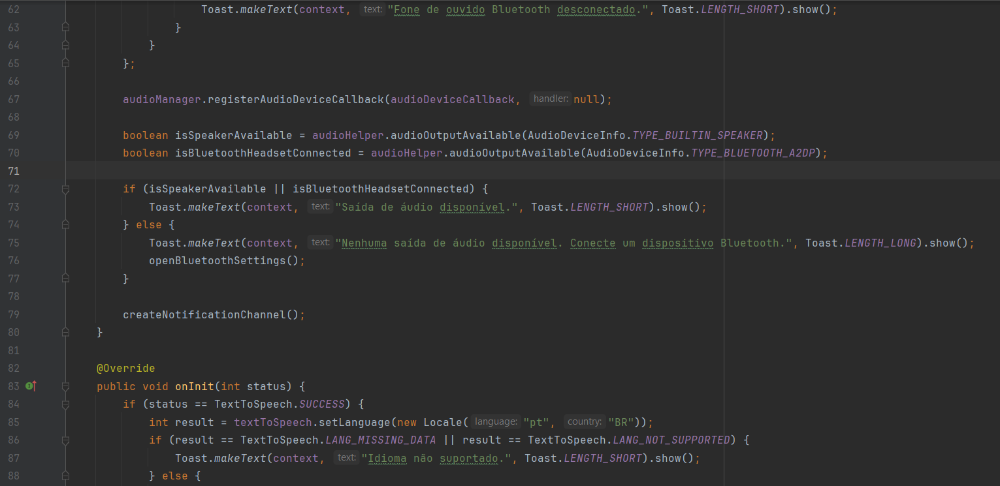 62 Toast.makeText(context, text: "Fone de ouvido Bluetooth desconectado.", Toast.LENGTH_SHORT).show();
63 }
64 }
65 };
66
67 audioManager.registerAudioDeviceCallback(audioDeviceCallback, handler: null);
68
69 boolean isSpeakerAvailable = audioHelper.audioOutputAvailable(AudioDeviceInfo.TYPE_BUILTIN_SPEAKER);
70 boolean isBluetoothHeadsetConnected = audioHelper.audioOutputAvailable(AudioDeviceInfo.TYPE_BLUETOOTH_A2DP);
71
72 if (isSpeakerAvailable || isBluetoothHeadsetConnected) {
73 Toast.makeText(context, text: "Saída de áudio disponível.", Toast.LENGTH_SHORT).show();
74 } else {
75 Toast.makeText(context, text: "Nenhuma saída de áudio disponível. Conecte um dispositivo Bluetooth.", Toast.LENGTH_LONG).show();
76 openBluetoothSettings();
77 }
78
79 createNotificationChannel();
80 }
81
82 @Override
83 public void onInit(int status) {
84 if (status == TextToSpeech.SUCCESS) {
85 int result = textToSpeech.setLanguage(new Locale( language: "pt", country: "BR"));
86 if (result == TextToSpeech.LANG_MISSING_DATA || result == TextToSpeech.LANG_NOT_SUPPORTED) {
87 Toast.makeText(context, text: "Idioma não suportado.", Toast.LENGTH_SHORT).show();
88 } else {